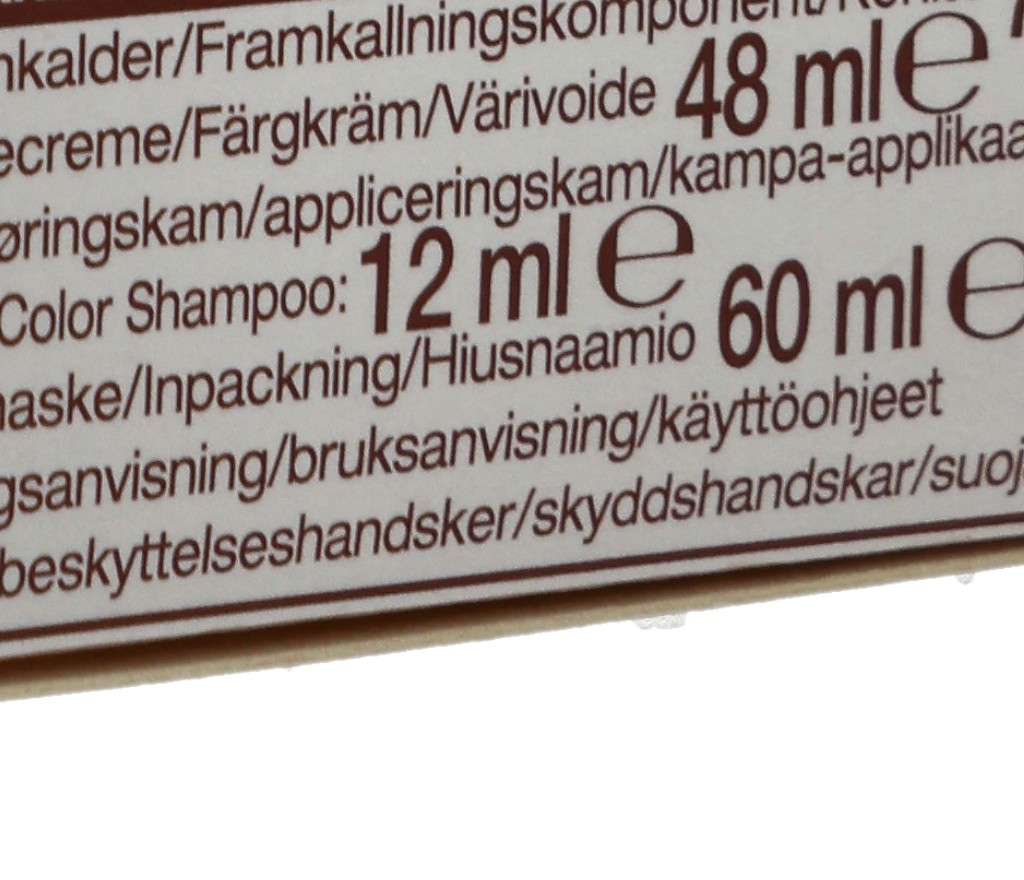 nkalder/Framkallningskomponent/
ecreme/Färgkräm/Värivoide 48 ml ℮
øringskam/appliceringskam/kampa-applikaa
Color Shampoo: 12 ml ℮
naske/Inpackning/Hiusnaamio 60 ml ℮
gsanvisning/bruksanvisning/käyttöohjeet
beskyttelseshandsker/skyddshandskar/suoj